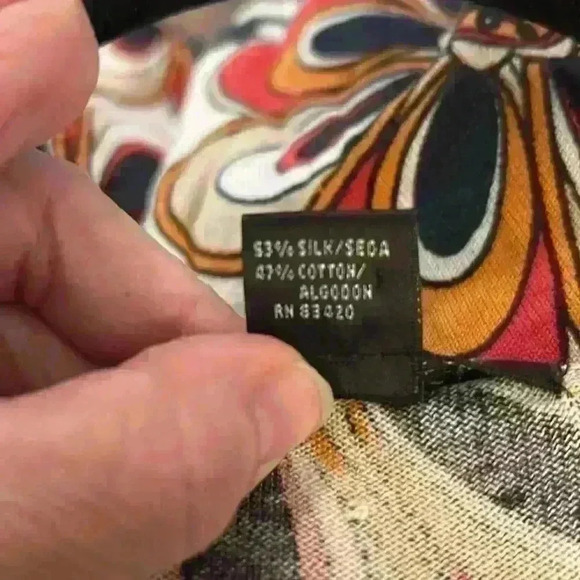 53% SILK/SEDA
47% COTTON/
ALGODON
RN 83420